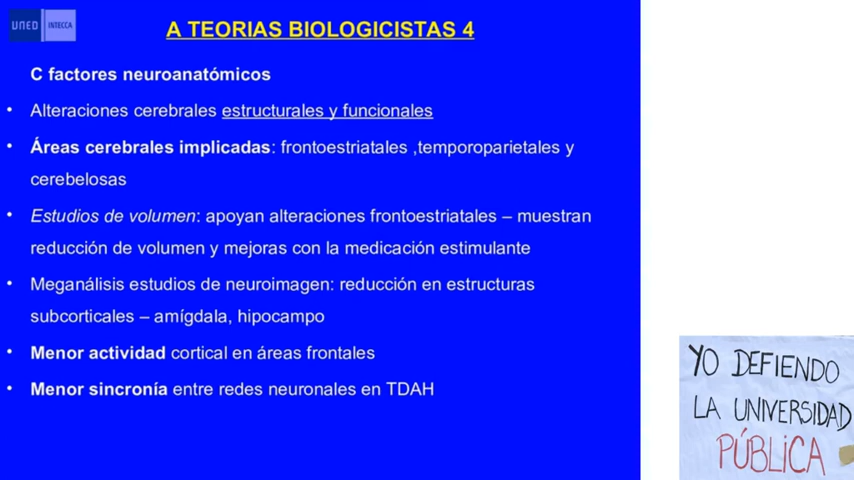 UNED INTECCA
A TEORIAS BIOLOGICISTAS 4
C factores neuroanatómicos
• Alteraciones cerebrales estructurales y funcionales
• Áreas cerebrales implicadas: frontoestriatales ,temporoparietales y
cerebelosas
• Estudios de volumen: apoyan alteraciones frontoestriatales – muestran
reducción de volumen y mejoras con la medicación estimulante
• Meganálisis estudios de neuroimagen: reducción en estructuras
subcorticales – amígdala, hipocampo
• Menor actividad cortical en áreas frontales
• Menor sincronía entre redes neuronales en TDAH
YO DEFIENDO
LA UNIVERSIDAD
PÚBLICA